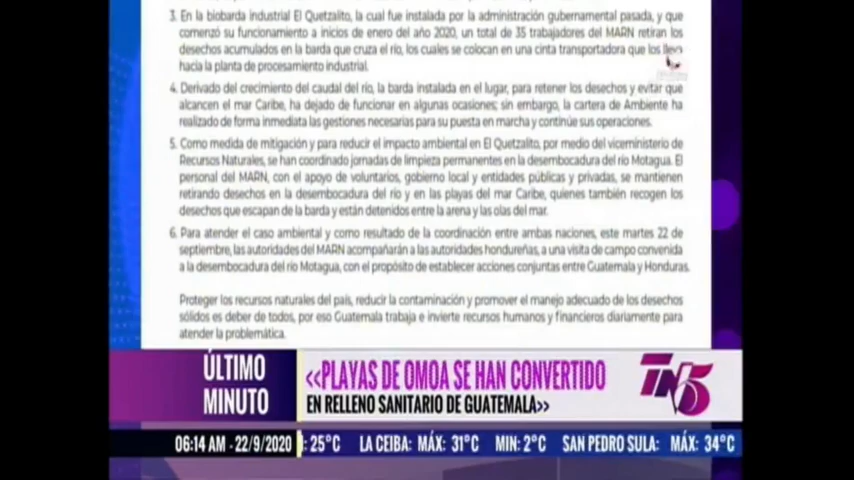 3. En la biobarda industrial El Quetzalito, la cual fue instalada por la administración gubernamental pasada, y que
comenzó su funcionamiento a inicios de enero del año 2020, un total de 35 trabajadores del MARN retiran los
desechos acumulados en la barda que cruza el río, los cuales se colocan en una cinta transportadora que los lleva
hacia la planta de procesamiento industrial.
4. Derivado del crecimiento del caudal del río, la barda instalada en el lugar, para retener los desechos y evitar que
alcancen el mar Caribe, ha dejado de funcionar en algunas ocasiones; sin embargo, la cartera de Ambiente ha
realizado de forma inmediata las gestiones necesarias para su puesta en marcha y continúe sus operaciones.
5. Como medida de mitigación y para reducir el impacto ambiental en El Quetzalito, por medio del viceministerio de
Recursos Naturales, se han coordinado jornadas de limpieza permanentes en la desembocadura del río Motagua. El
personal del MARN, con el apoyo de voluntarios, gobierno local y entidades públicas y privadas, se mantienen
retirando desechos en la desembocadura del río y en las playas del mar Caribe, quienes también recogen los
desechos que escapan de la barda y están detenidos entre la arena y las olas del mar.
6. Para atender el caso ambiental y como resultado de la coordinación entre ambas naciones, este martes 22 de
septiembre, las autoridades del MARN acompañarán a las autoridades hondureñas, a una visita de campo convenida
a la desembocadura del río Motagua, con el propósito de establecer acciones conjuntas entre Guatemala y Honduras.
Proteger los recursos naturales del país, reducir la contaminación y promover el manejo adecuado de los desechos
sólidos es deber de todos, por eso Guatemala trabaja e invierte recursos humanos y financieros diariamente para
atender la problemática.
ÚLTIMO
MINUTO
<<PLAYAS DE OMOA SE HAN CONVERTIDO
EN RELLENO SANITARIO DE GUATEMALA>>
TN5
06:14 AM - 22/9/2020 : 25°C LA CEIBA: MÁX: 31°C MIN: 2°C SAN PEDRO SULA: MÁX: 34°C